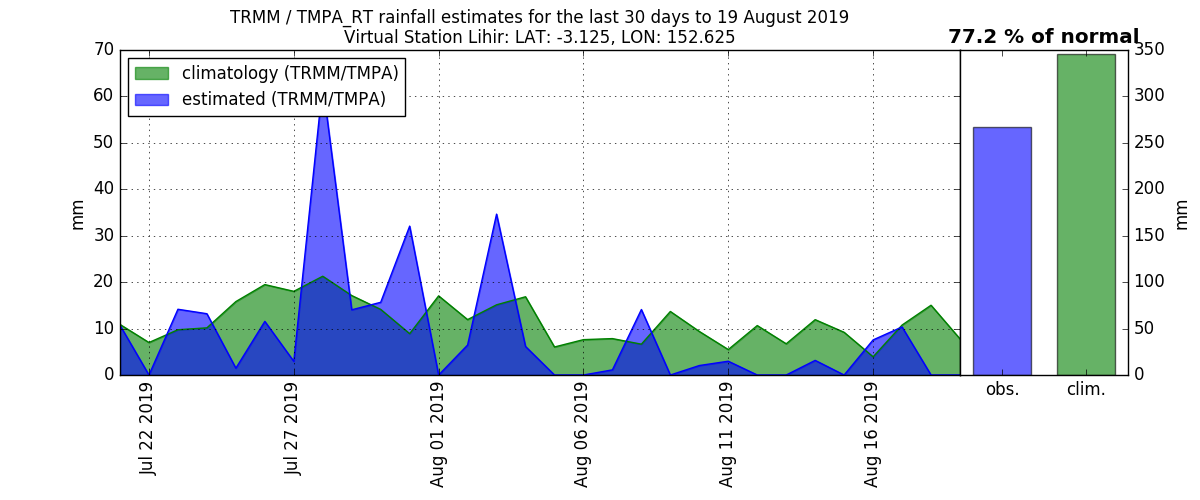 TRMM / TMPA_RT rainfall estimates for the last 30 days to 19 August 2019
Virtual Station Lihir: LAT: -3.125, LON: 152.625
77.2 % of normal
climatology (TRMM/TMPA)
estimated (TRMM/TMPA)
70
60
50
40
30
20
10
0
mm
Jul 22 2019
Jul 27 2019
Aug 01 2019
Aug 06 2019
Aug 11 2019
Aug 16 2019
obs.
clim.
350
300
250
200
150
100
50
0
mm